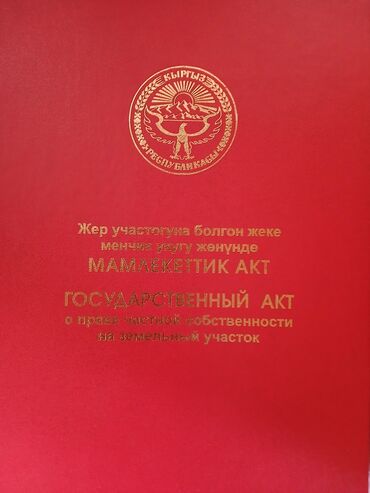 КЫРГЫЗ
РЕСПУБЛИКАСЫ
Жер участогуна болгон жеке
менчик укугу жөнүндө
МАМЛЕКЕТТИК АКТ
ГОСУДАРСТВЕННЫЙ АКТ
о праве частной собственности
на земельный участок